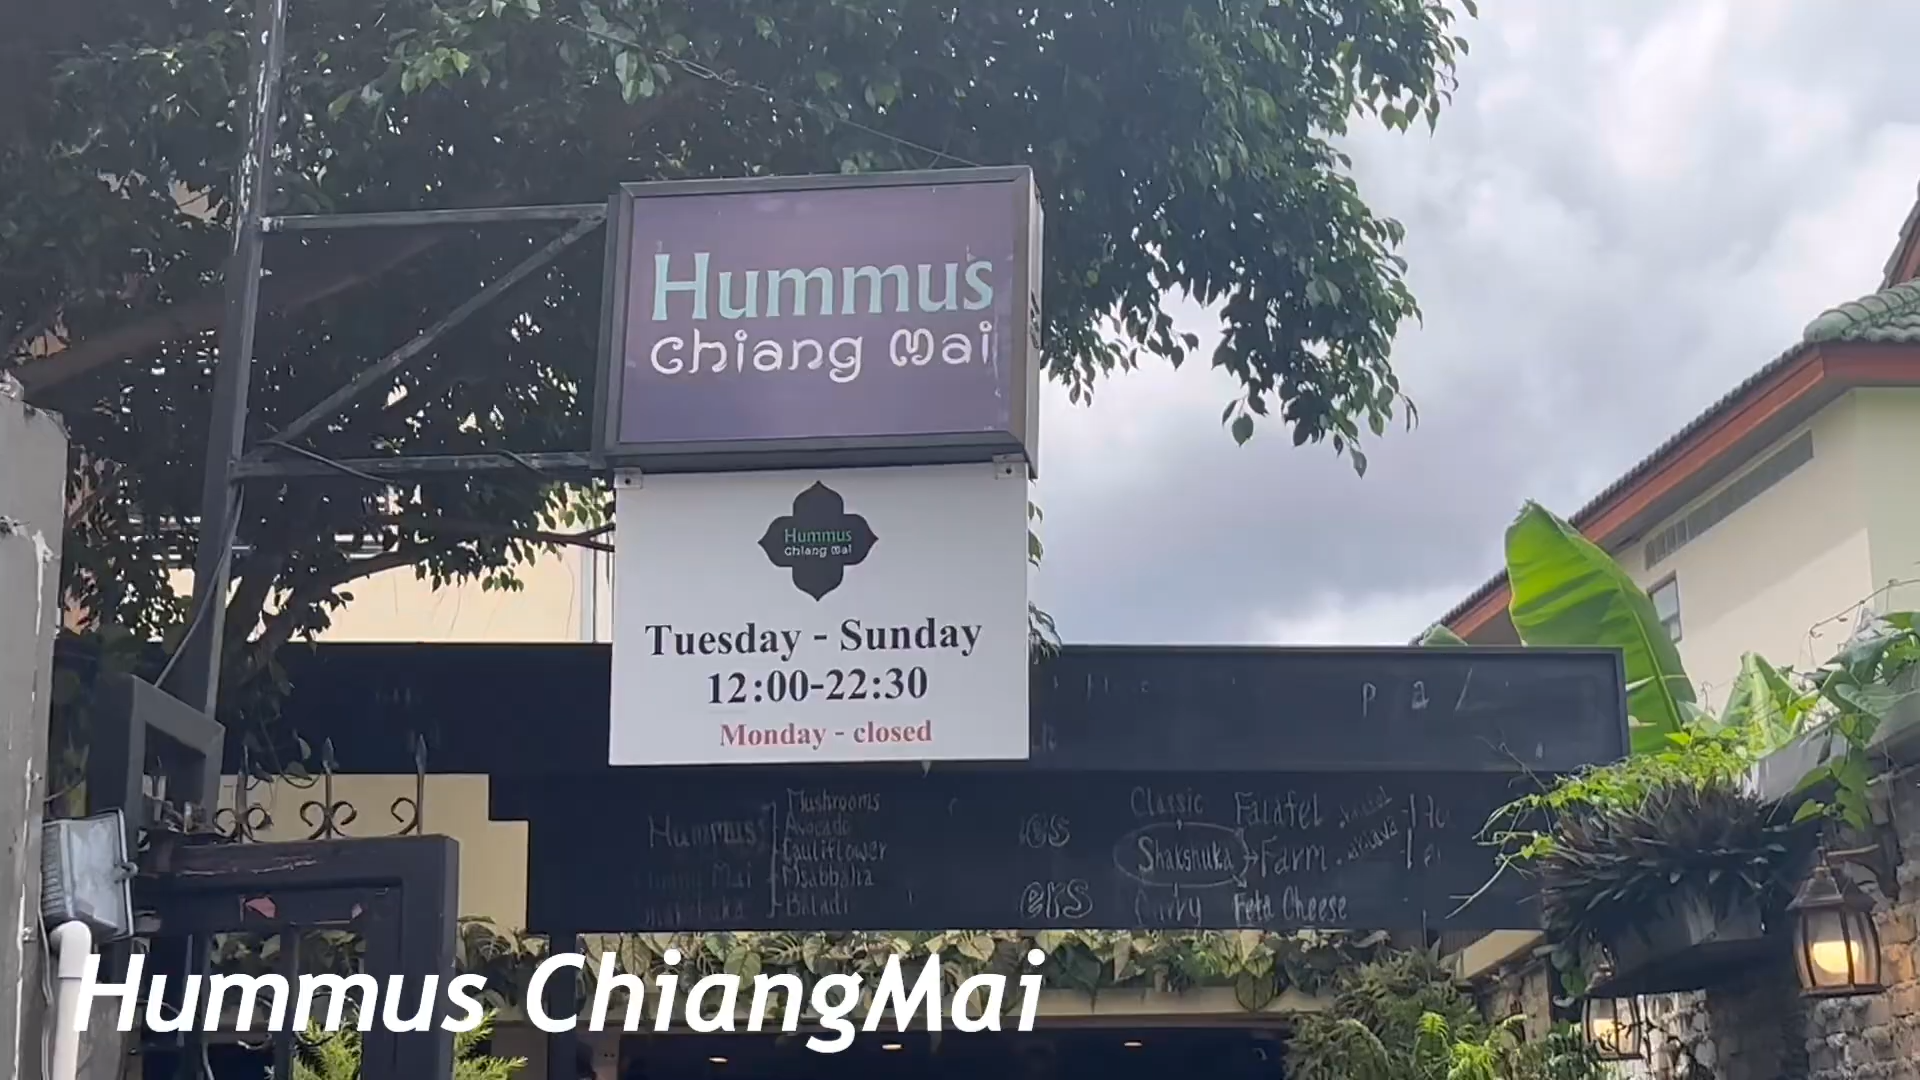 Hummus
Chiang Mai
Hummus
Chiang Mai
Tuesday - Sunday
12:00-22:30
Monday - closed
Mushrooms
Avocado
Hummus
Cauliflower
Msabbaha
Baladi
Classic Falafel
Shakshuka Farm
Curry Feta Cheese
Hummus ChiangMai